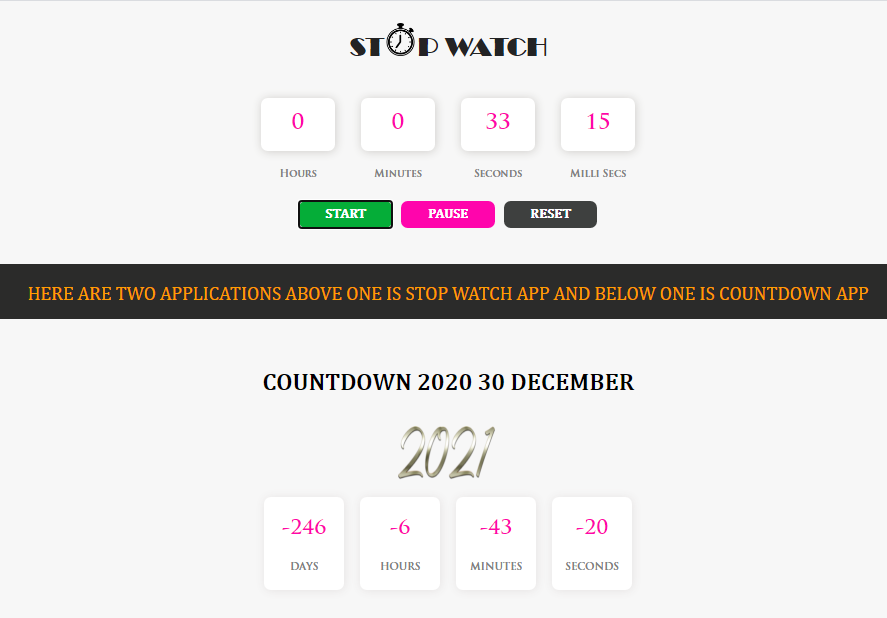 STOP WATCH
0 0 33 15
Hours Minutes Seconds Milli Secs
START PAUSE RESET
HERE ARE TWO APPLICATIONS ABOVE ONE IS STOP WATCH APP AND BELOW ONE IS COUNTDOWN APP
COUNTDOWN 2020 30 DECEMBER
2021
-246 -6 -43 -20
DAYS HOURS MINUTES SECONDS